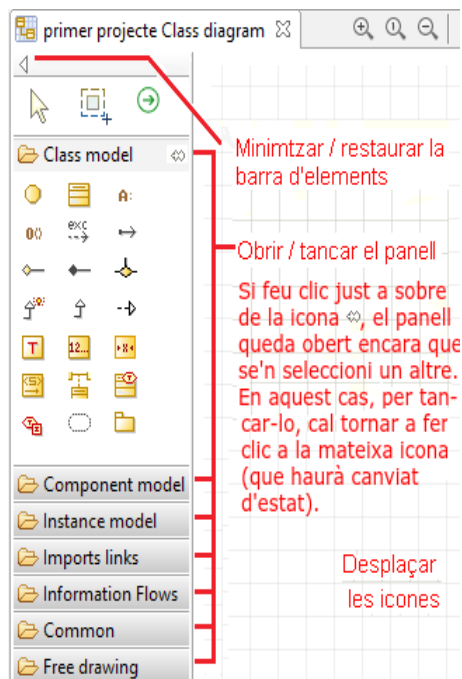 primer projecte Class diagram
Class model
A:
00
exc
T
12...
<S>
T
T
Component model
Instance model
Imports links
Information Flows
Common
Free drawing
Minimtzar / restaurar la
barra d'elements
Obrir / tancar el panell
Si feu clic just a sobre
de la icona , el panell
queda obert encara que
se'n seleccioni un altre.
En aquest cas, per tan-
car-lo, cal tornar a fer
clic a la mateixa icona
(que haurà canviat
d'estat).
Desplaçar
les icones